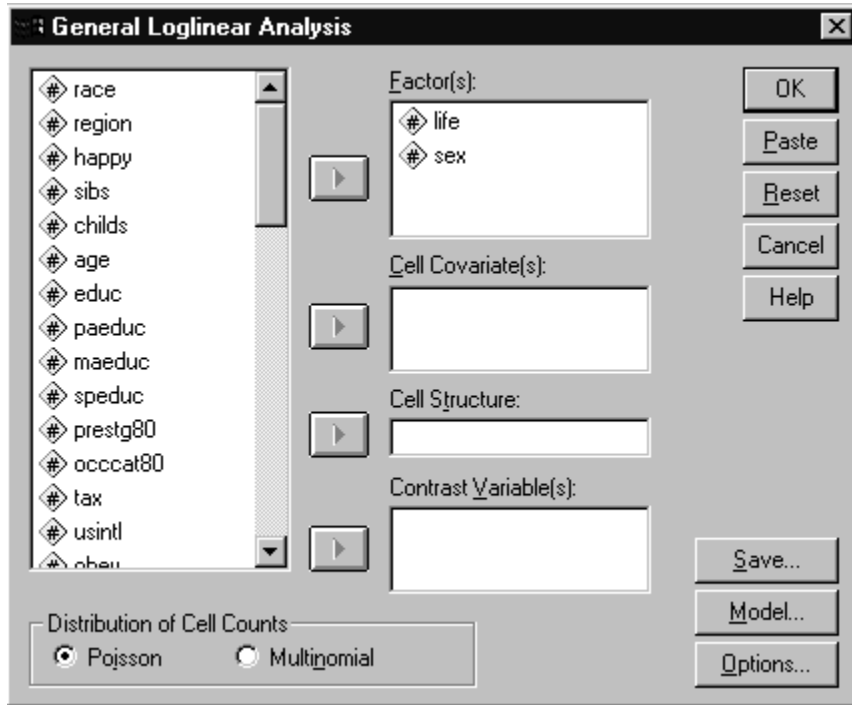 General Loglinear Analysis
race
region
happy
sibs
childs
age
educ
paeduc
maeduc
speduc
prestg80
occcat80
tax
usintl
obey
Factor(s):
life
sex
Cell Covariate(s):
Cell Structure:
Contrast Variable(s):
OK
Paste
Reset
Cancel
Help
Save...
Model...
Options...
Distribution of Cell Counts
Poisson
Multinomial